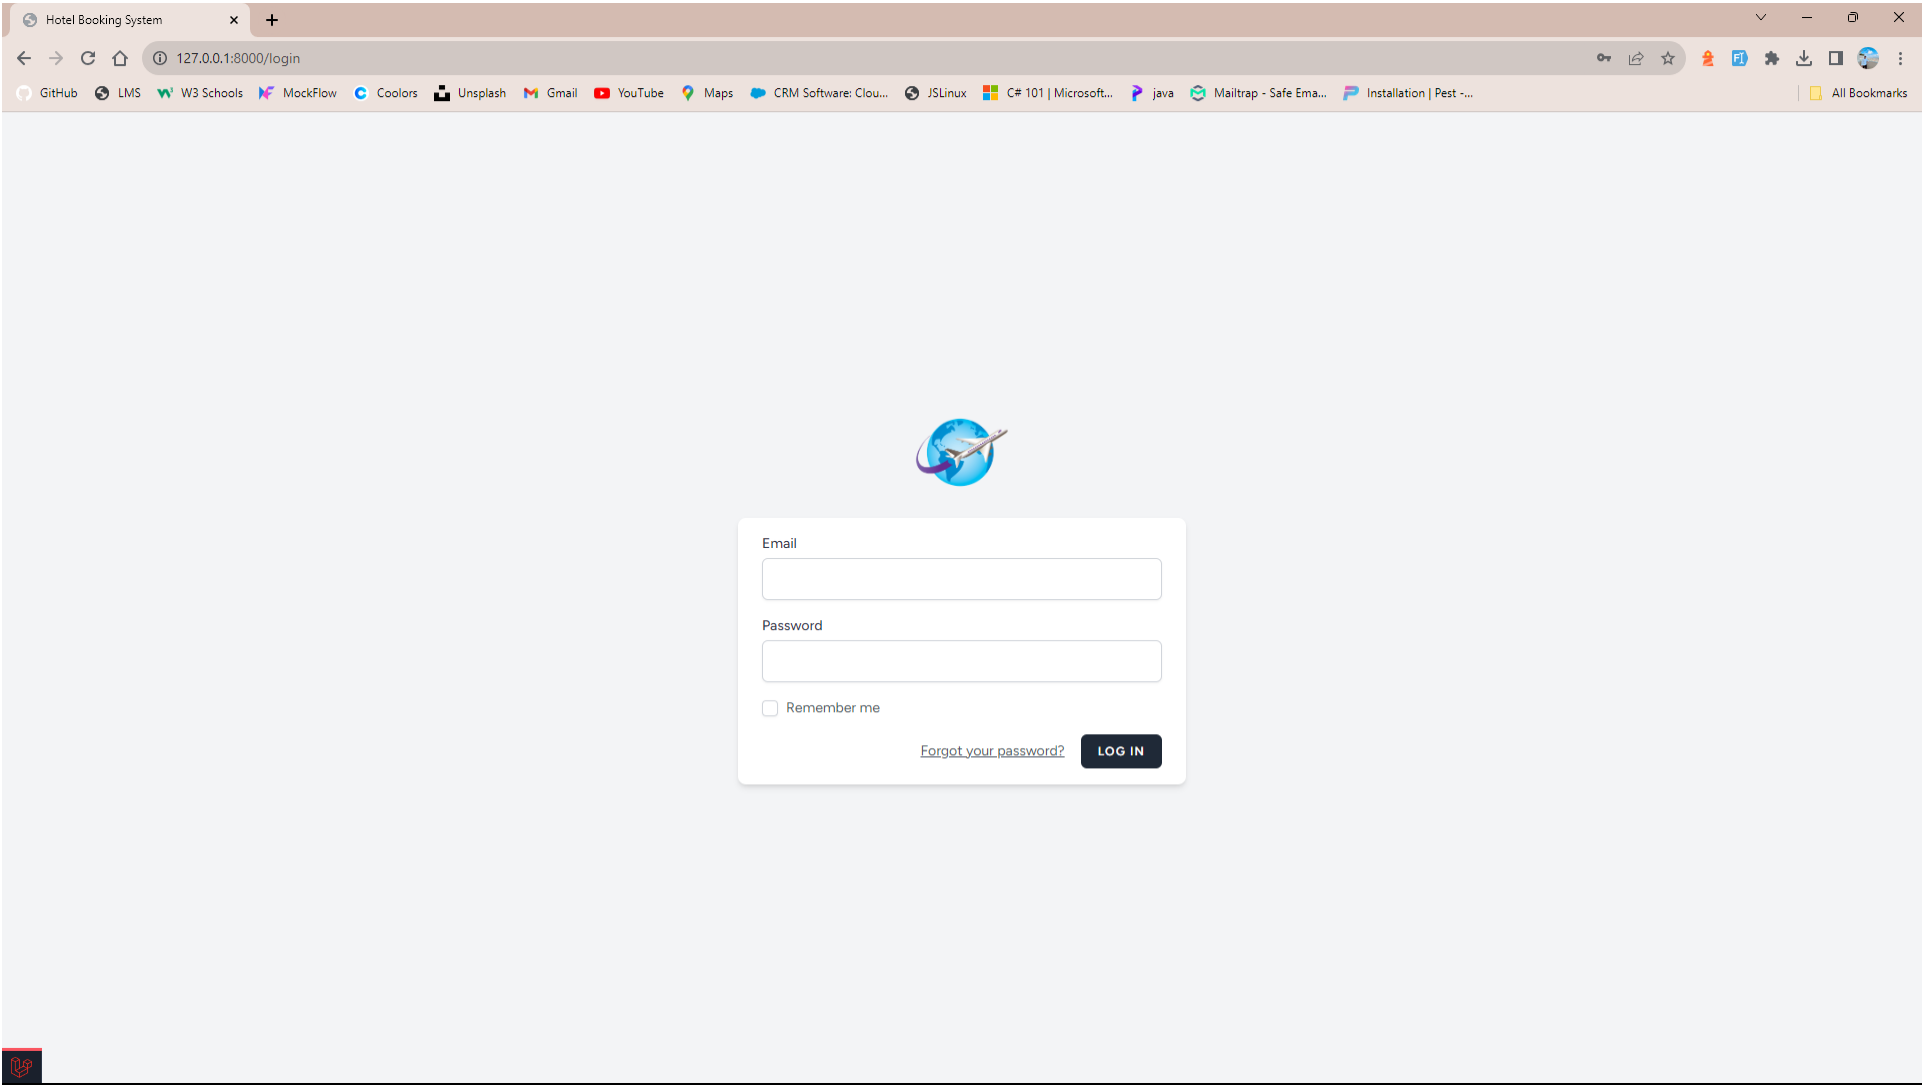 Hotel Booking System
127.0.0.1:8000/login
GitHub LMS W3 Schools MockFlow Coolors Unsplash Gmail YouTube Maps CRM Software: Clou... JSLinux C# 101 | Microsoft... java Mailtrap - Safe Ema... Installation | Pest -... All Bookmarks
Email
Password
Remember me
Forgot your password? LOG IN